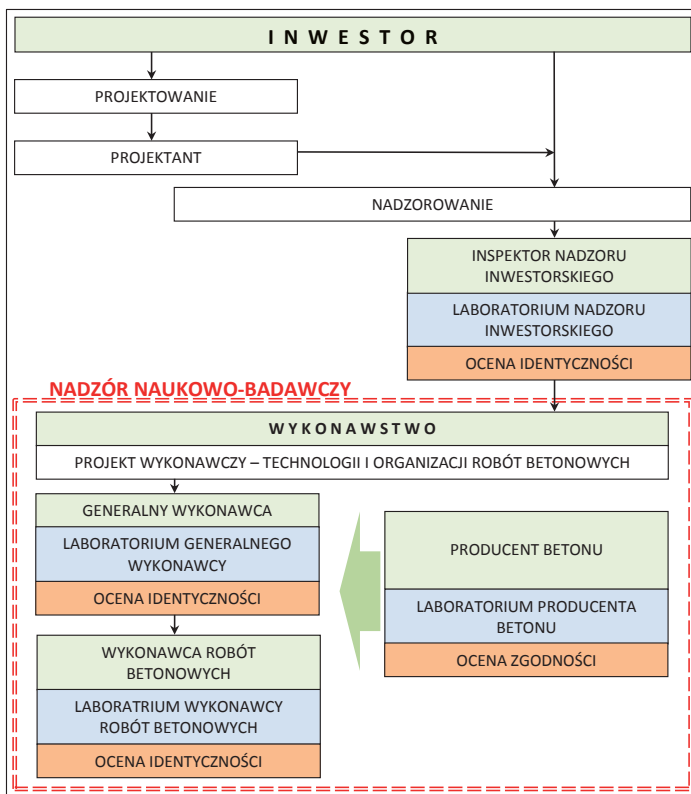 INWESTOR
PROJEKTOWANIE
PROJEKTANT
NADZOROWANIE
INSPEKTOR NADZORU
INWESTORSKIEGO
LABORATORIUM NADZORU
INWESTORSKIEGO
OCENA IDENTYCZNOŚCI
NADZÓR NAUKOWO-BADAWCZY
WYKONAWSTWO
PROJEKT WYKONAWCZY – TECHNOLOGII I ORGANIZACJI ROBÓT BETONOWYCH
GENERALNY WYKONAWCA
LABORATORIUM GENERALNEGO
WYKONAWCY
OCENA IDENTYCZNOŚCI
WYKONAWCA ROBÓT
BETONOWYCH
LABORATRIUM WYKONAWCY
ROBÓT BETONOWYCH
OCENA IDENTYCZNOŚCI
PRODUCENT BETONU
LABORATORIUM PRODUCENTA
BETONU
OCENA ZGODNOŚCI